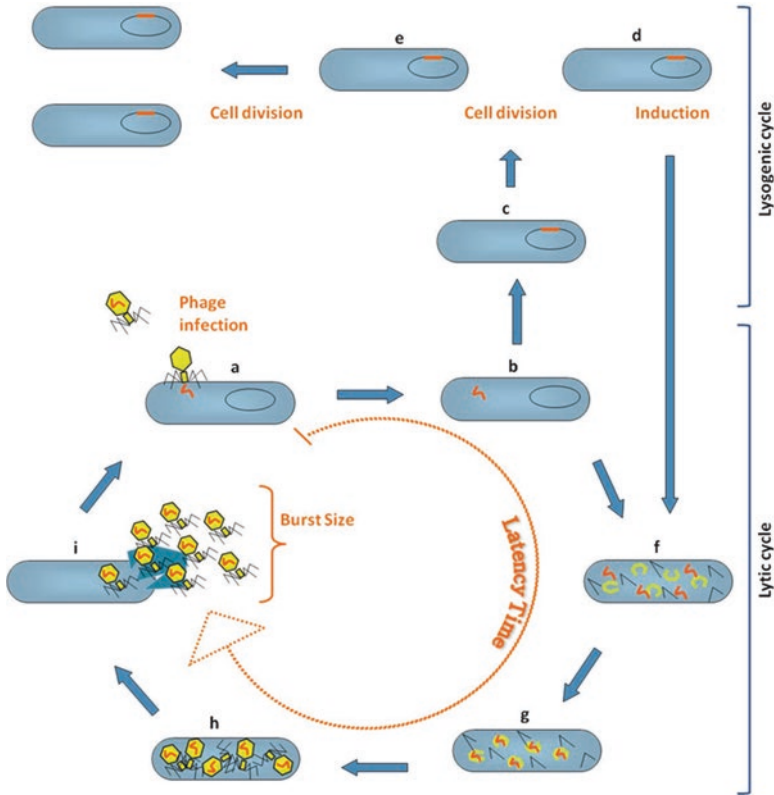 e
d
Cell division
Cell division
Induction
Lysogenic cycle
c
Phage
infection
a
b
Burst Size
Latency Time
i
f
Lytic cycle
h
g